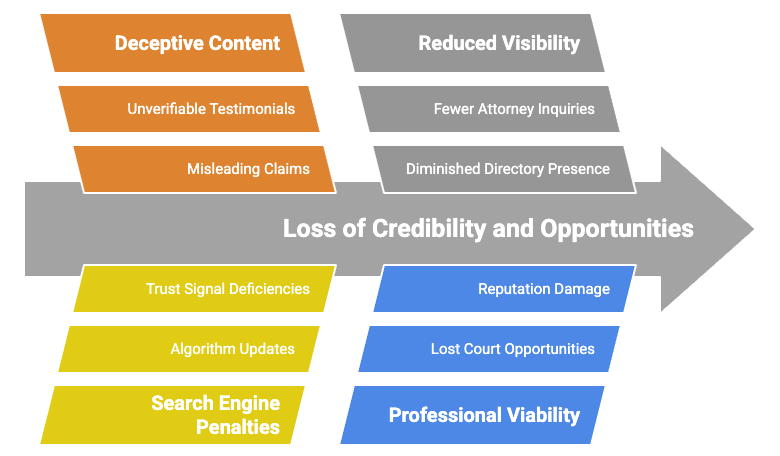 Deceptive Content
Unverifiable Testimonials
Misleading Claims
Reduced Visibility
Fewer Attorney Inquiries
Diminished Directory Presence
Loss of Credibility and Opportunities
Trust Signal Deficiencies
Algorithm Updates
Search Engine
Penalties
Reputation Damage
Lost Court Opportunities
Professional Viability